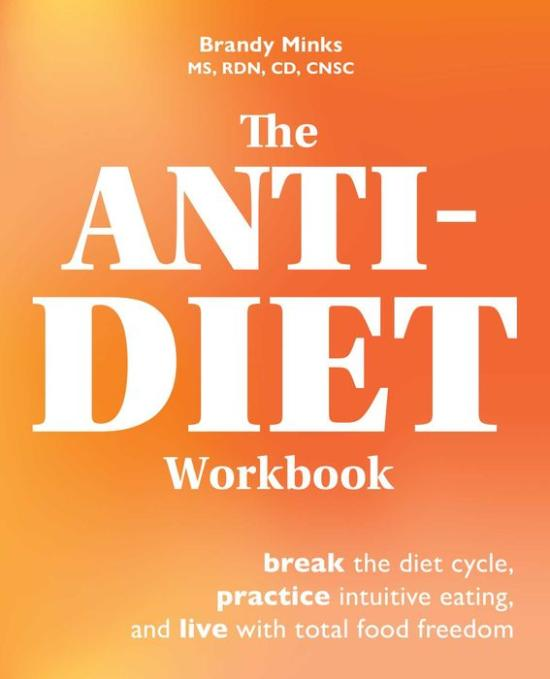 Brandy Minks
MS, RDN, CD, CNSC
The
ANTI-
DIET
Workbook
break the diet cycle,
practice intuitive eating,
and live with total food freedom